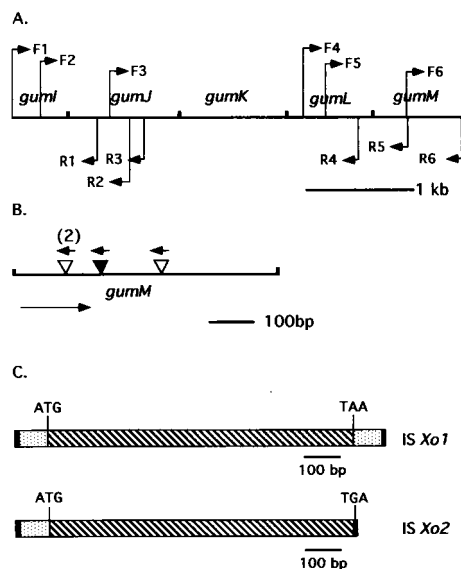 A.
F1 F2 F3 F4 F5 F6
gumI gumJ gumK gumL gumM
R1 R2 R3 R4 R5 R6
1 kb
B.
(2)
gumM
100bp
C.
ATG TAA
IS Xo1
100 bp
ATG TGA
IS Xo2
100 bp